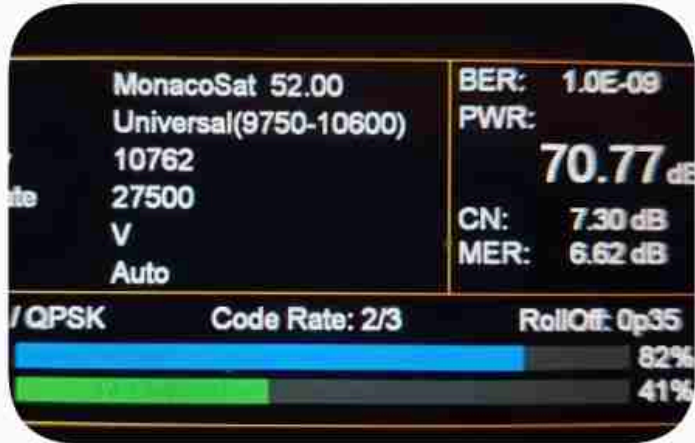 MonacoSat 52.00
Universal(9750-10600)
10762
27500
V
Auto
BER: 1.0E-09
PWR:
70.77
CN: 7.30 dB
MER: 6.62 dB
/ QPSK Code Rate: 2/3 RollOff: 0p35
82%
41%